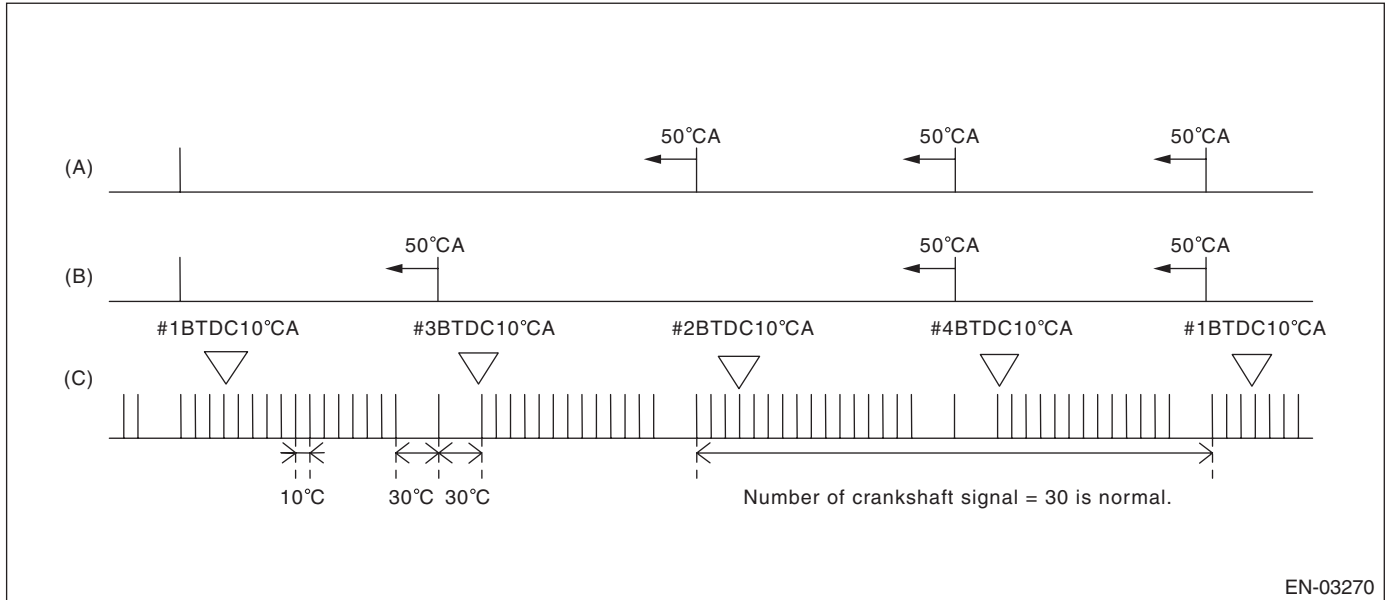 50°CA 50°CA 50°CA
(A)
50°CA 50°CA 50°CA
(B)
#1BTDC10°CA #3BTDC10°CA #2BTDC10°CA #4BTDC10°CA #1BTDC10°CA
(C)
10°C 30°C 30°C Number of crankshaft signal = 30 is normal.
EN-03270